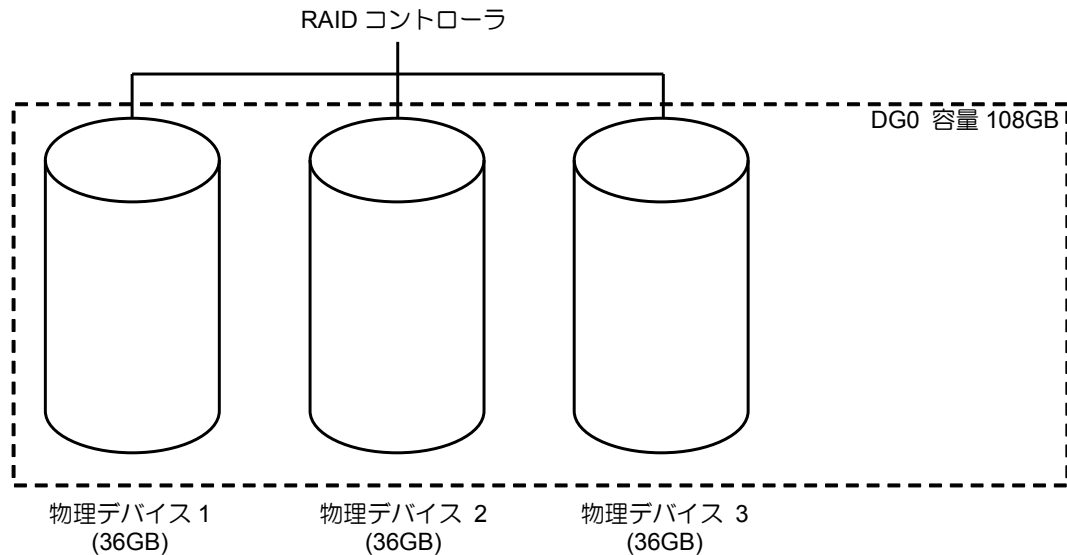 RAID コントローラ
DG0 容量 108GB
物理デバイス 1
(36GB)
物理デバイス 2
(36GB)
物理デバイス 3
(36GB)